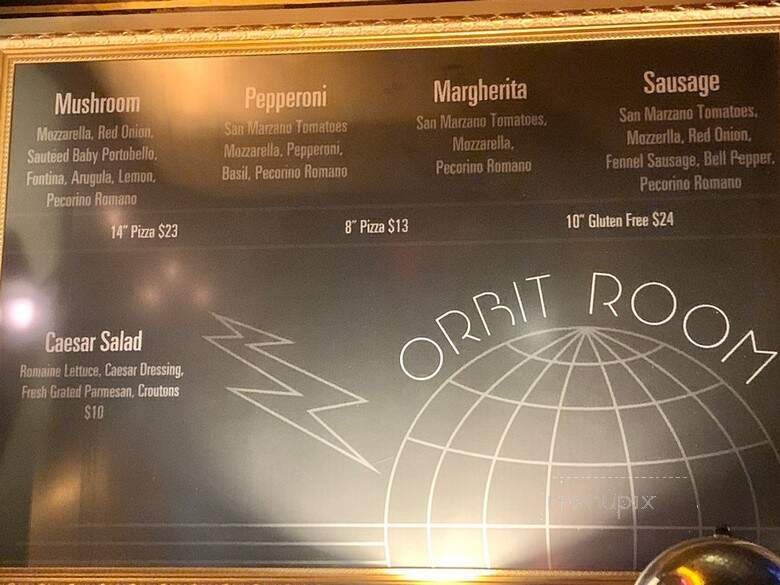 Mushroom
Mozzarella, Red Onion,
Sautéed Baby Portobello,
Fontina, Arugula, Lemon,
Pecorino Romano
Pepperoni
San Marzano Tomatoes
Mozzarella, Pepperoni,
Basil, Pecorino Romano
Margherita
San Marzano Tomatoes,
Mozzarella,
Pecorino Romano
Sausage
San Marzano Tomatoes,
Mozzerlla, Red Onion,
Fennel Sausage, Bell Pepper,
Pecorino Romano
14" Pizza $23
8" Pizza $13
10" Gluten Free $24
Caesar Salad
Romaine Lettuce, Caesar Dressing,
Fresh Grated Parmesan, Croutons
$10
ORBIT ROOM
menupix